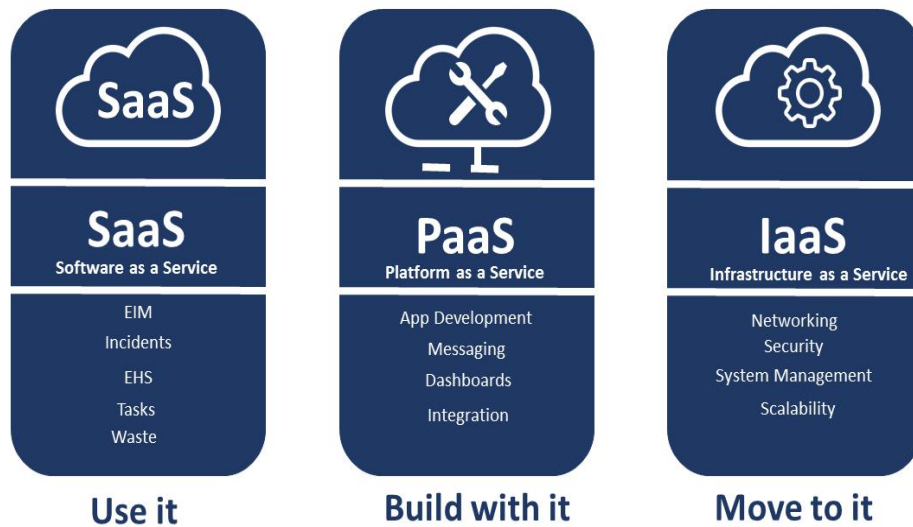 SaaS
SaaS
Software as a Service
EIM
Incidents
EHS
Tasks
Waste
Use it
PaaS
Platform as a Service
App Development
Messaging
Dashboards
Integration
Build with it
IaaS
Infrastructure as a Service
Networking
Security
System Management
Scalability
Move to it